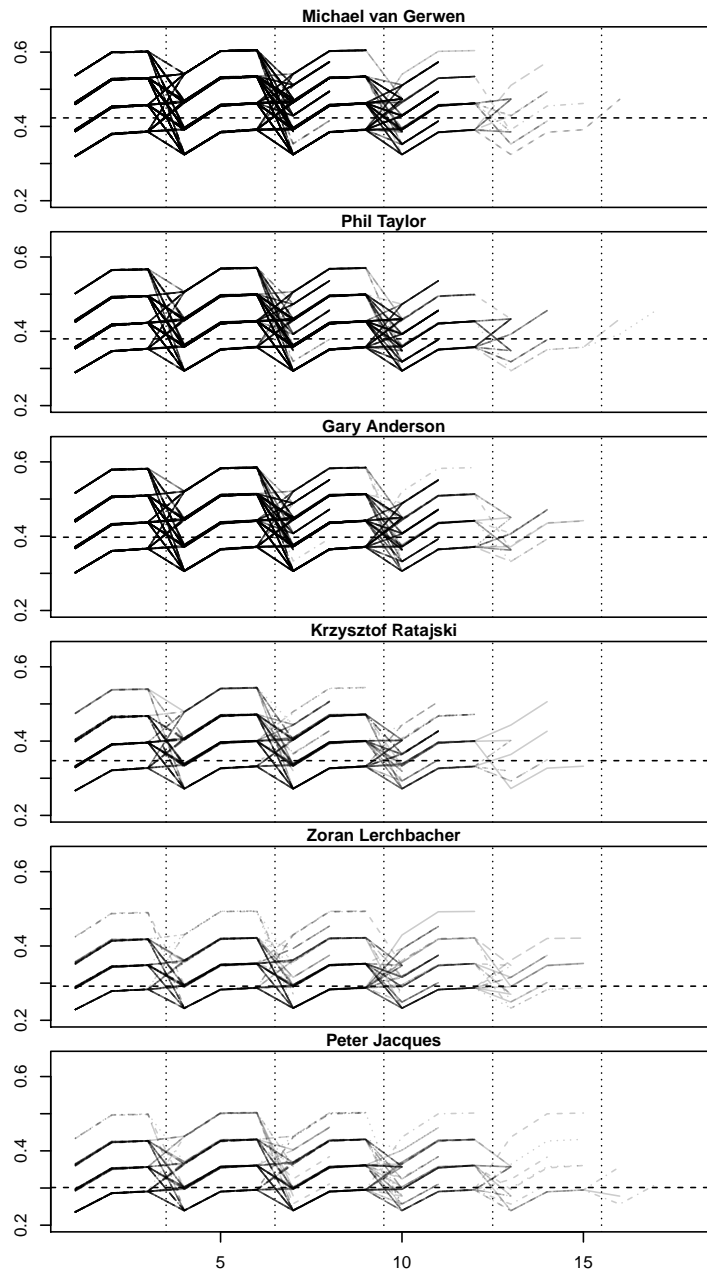 Michael van Gerwen
0.6
0.4
0.2
Phil Taylor
0.6
0.4
0.2
Gary Anderson
0.6
0.4
0.2
Krzysztof Ratajski
0.6
0.4
0.2
Zoran Lerchbacher
0.6
0.4
0.2
Peter Jacques
0.6
0.4
0.2
5 10 15